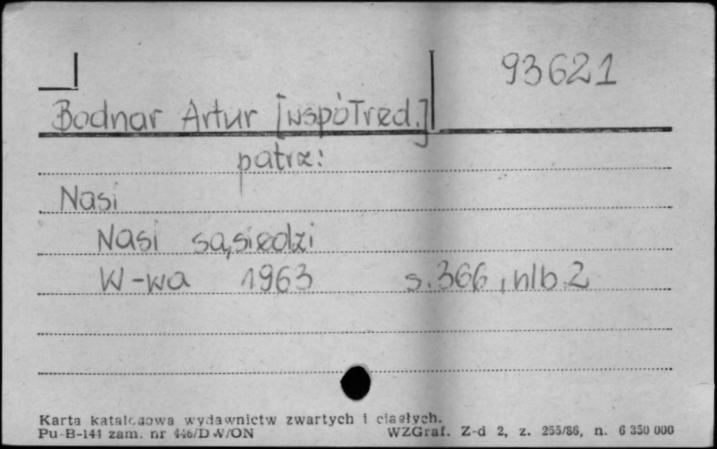 93621
Bodnar Artur [współred.]
patrz:
Nasi
Nasi sąsiedzi
W-wa 1963 s.366, nlb.2
Karta katalogowa wydawnictw zwartych i ciągłych.
Pu-B-141 zam. nr 446/DW/ON WZGraf. Z-d 2, z. 255/86, n. 6 350 000